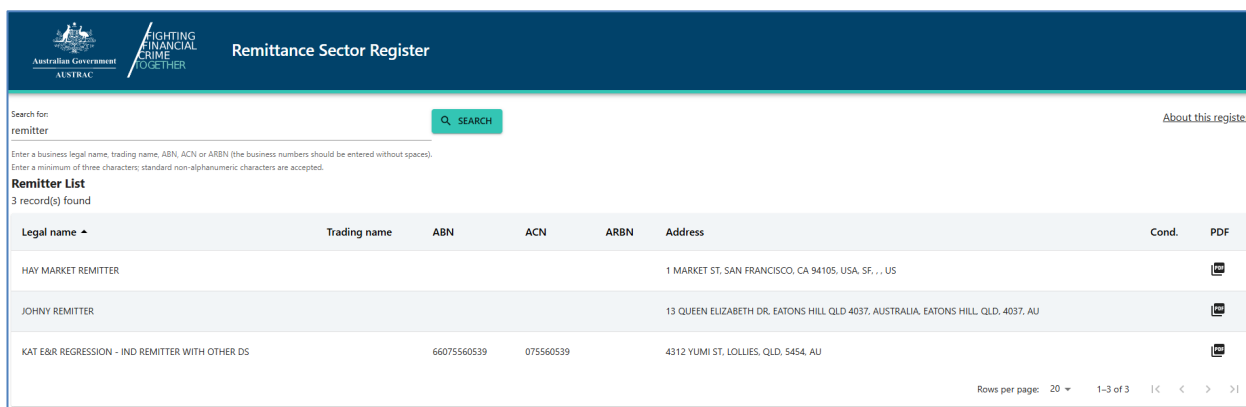 Australian Government
AUSTRAC
FIGHTING
FINANCIAL
CRIME
TOGETHER
Remittance Sector Register
Search for:
remitter
SEARCH
About this registe
Enter a business legal name, trading name, ABN, ACN or ARBN (the business numbers should be entered without spaces).
Enter a minimum of three characters; standard non-alphanumeric characters are accepted.
Remitter List
3 record(s) found
Legal name Trading name ABN ACN ARBN Address Cond. PDF
HAY MARKET REMITTER 1 MARKET ST, SAN FRANCISCO, CA 94105, USA, SF, , , US PDF
JOHNY REMITTER 13 QUEEN ELIZABETH DR, EATONS HILL QLD 4037, AUSTRALIA, EATONS HILL, QLD, 4037, AU PDF
KAT E&R REGRESSION - IND REMITTER WITH OTHER DS 66075560539 075560539 4312 YUMI ST, LOLLIES, QLD, 5454, AU PDF
Rows per page: 20 1–3 of 3